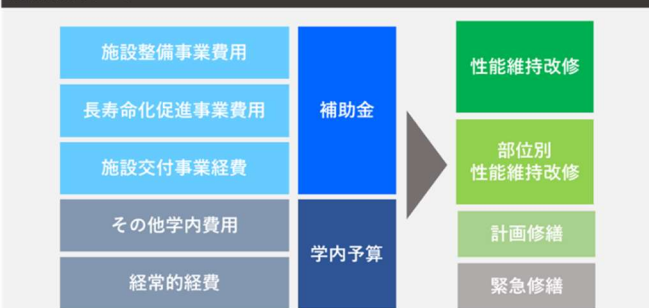 施設整備事業費用
長寿命化促進事業費用
施設交付事業経費
その他学内費用
経常的経費
補助金
学内予算
性能維持改修
部位別
性能維持改修
計画修繕
緊急修繕